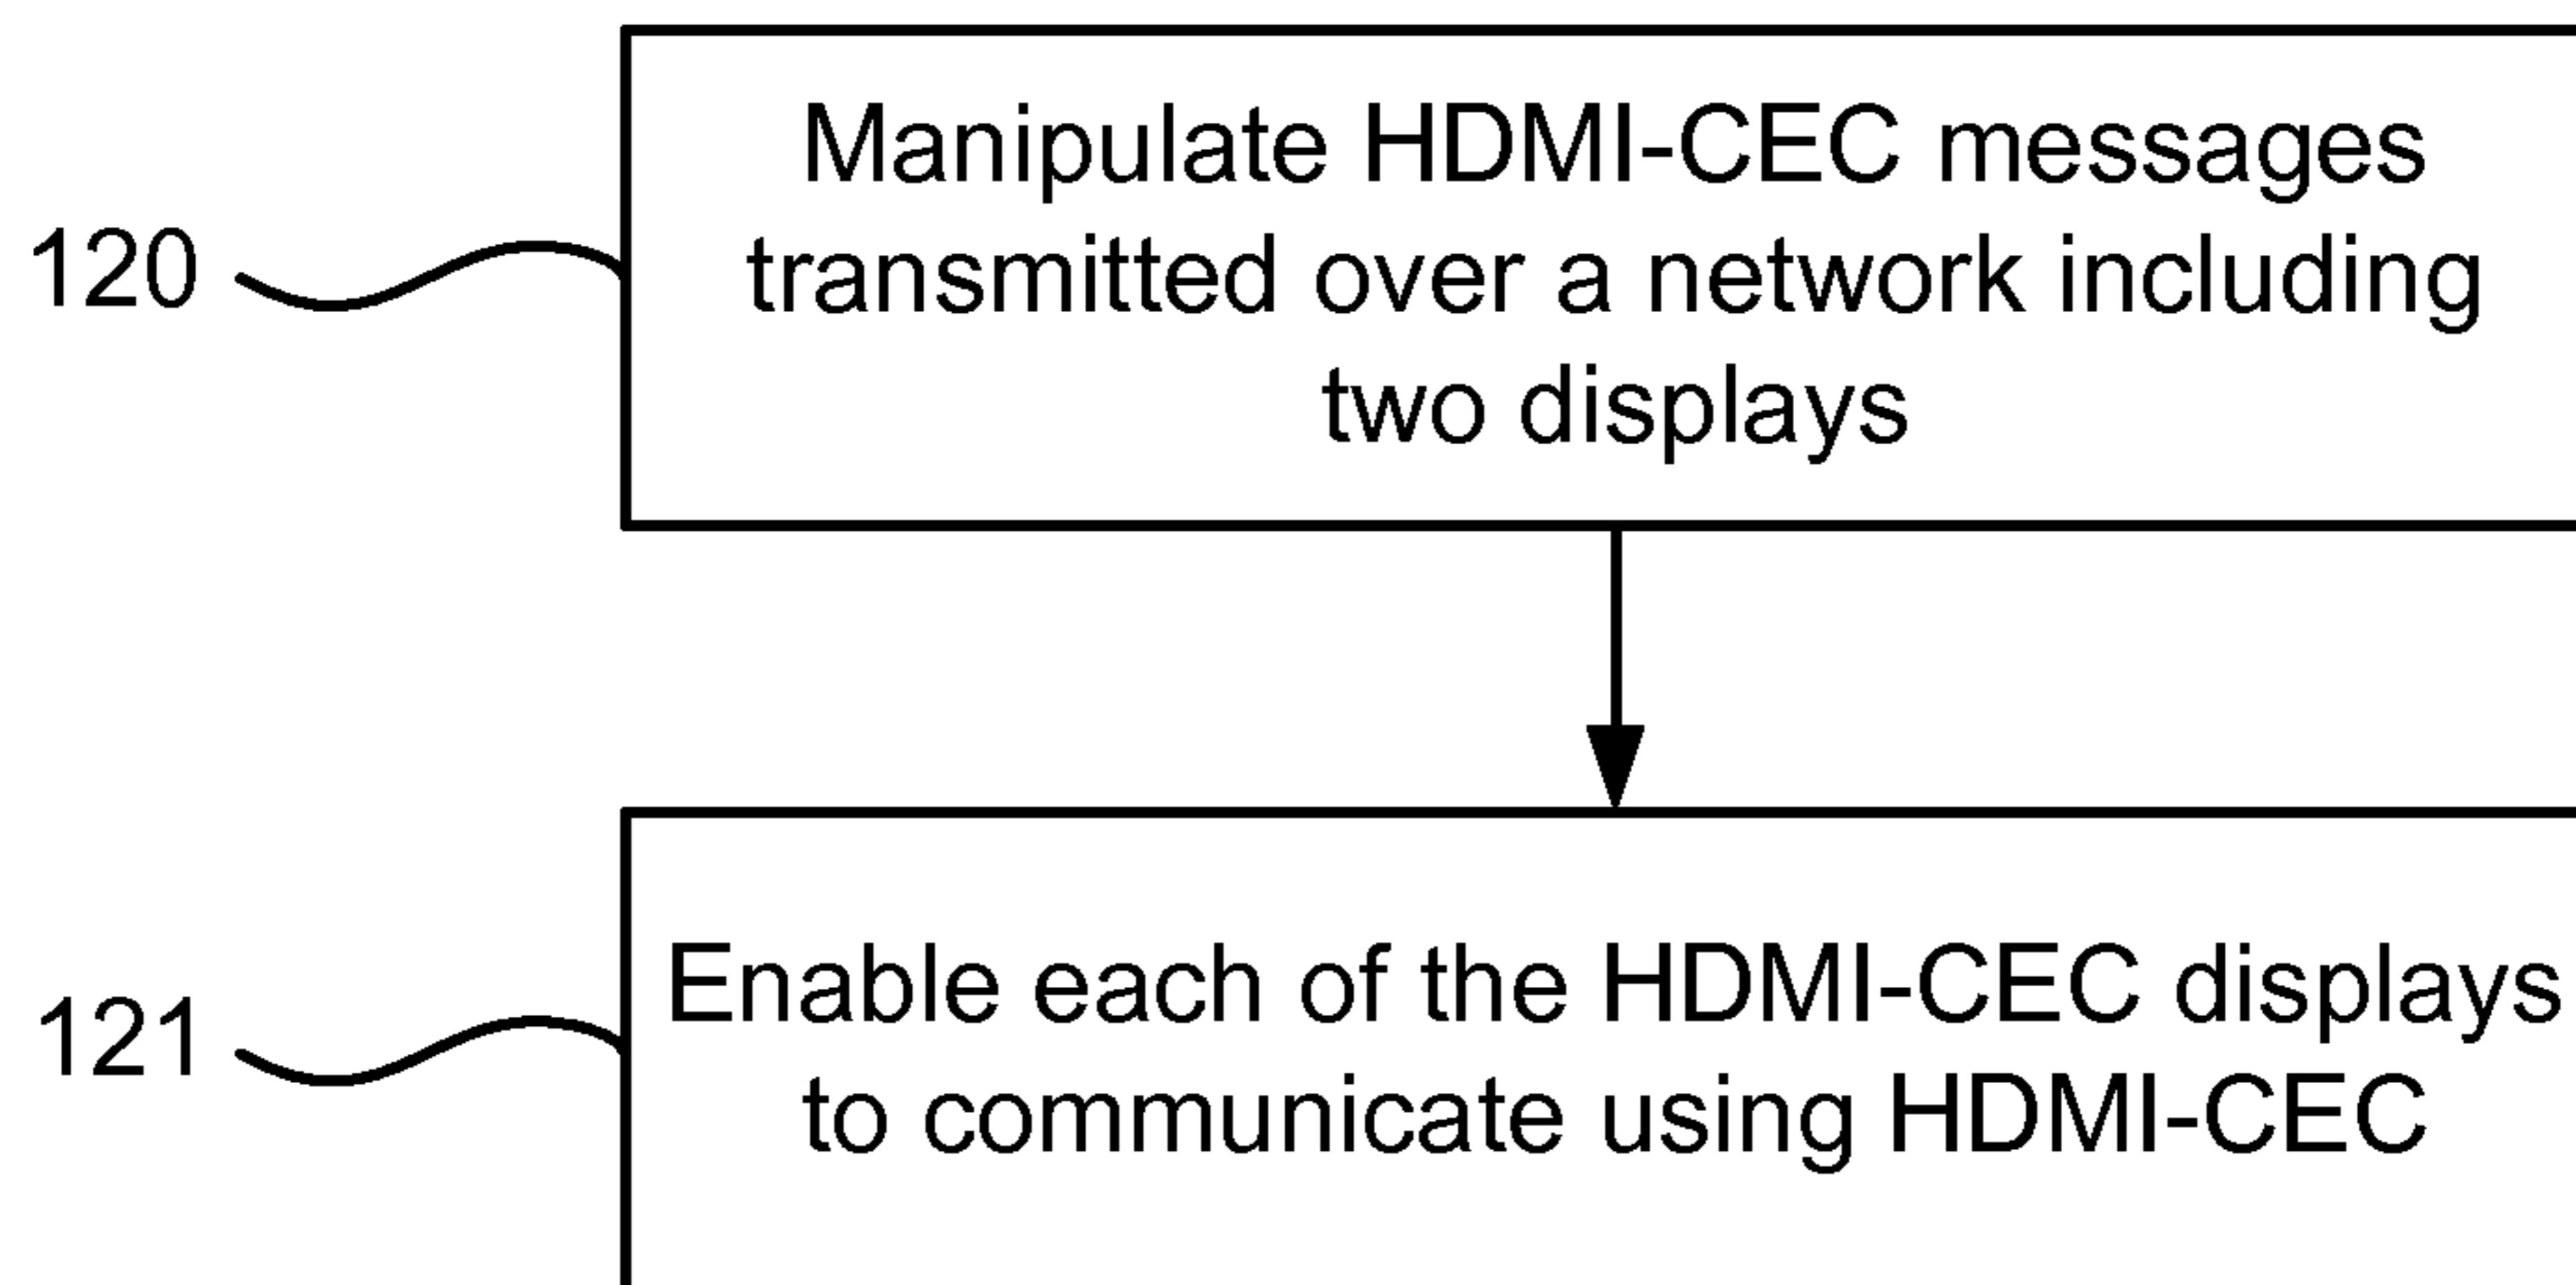 Manipulate HDMI-CEC messages
120
transmitted over a network including
two displays
Enable each of the HDMI-CEC displays
121
to communicate using HDMI-CEC